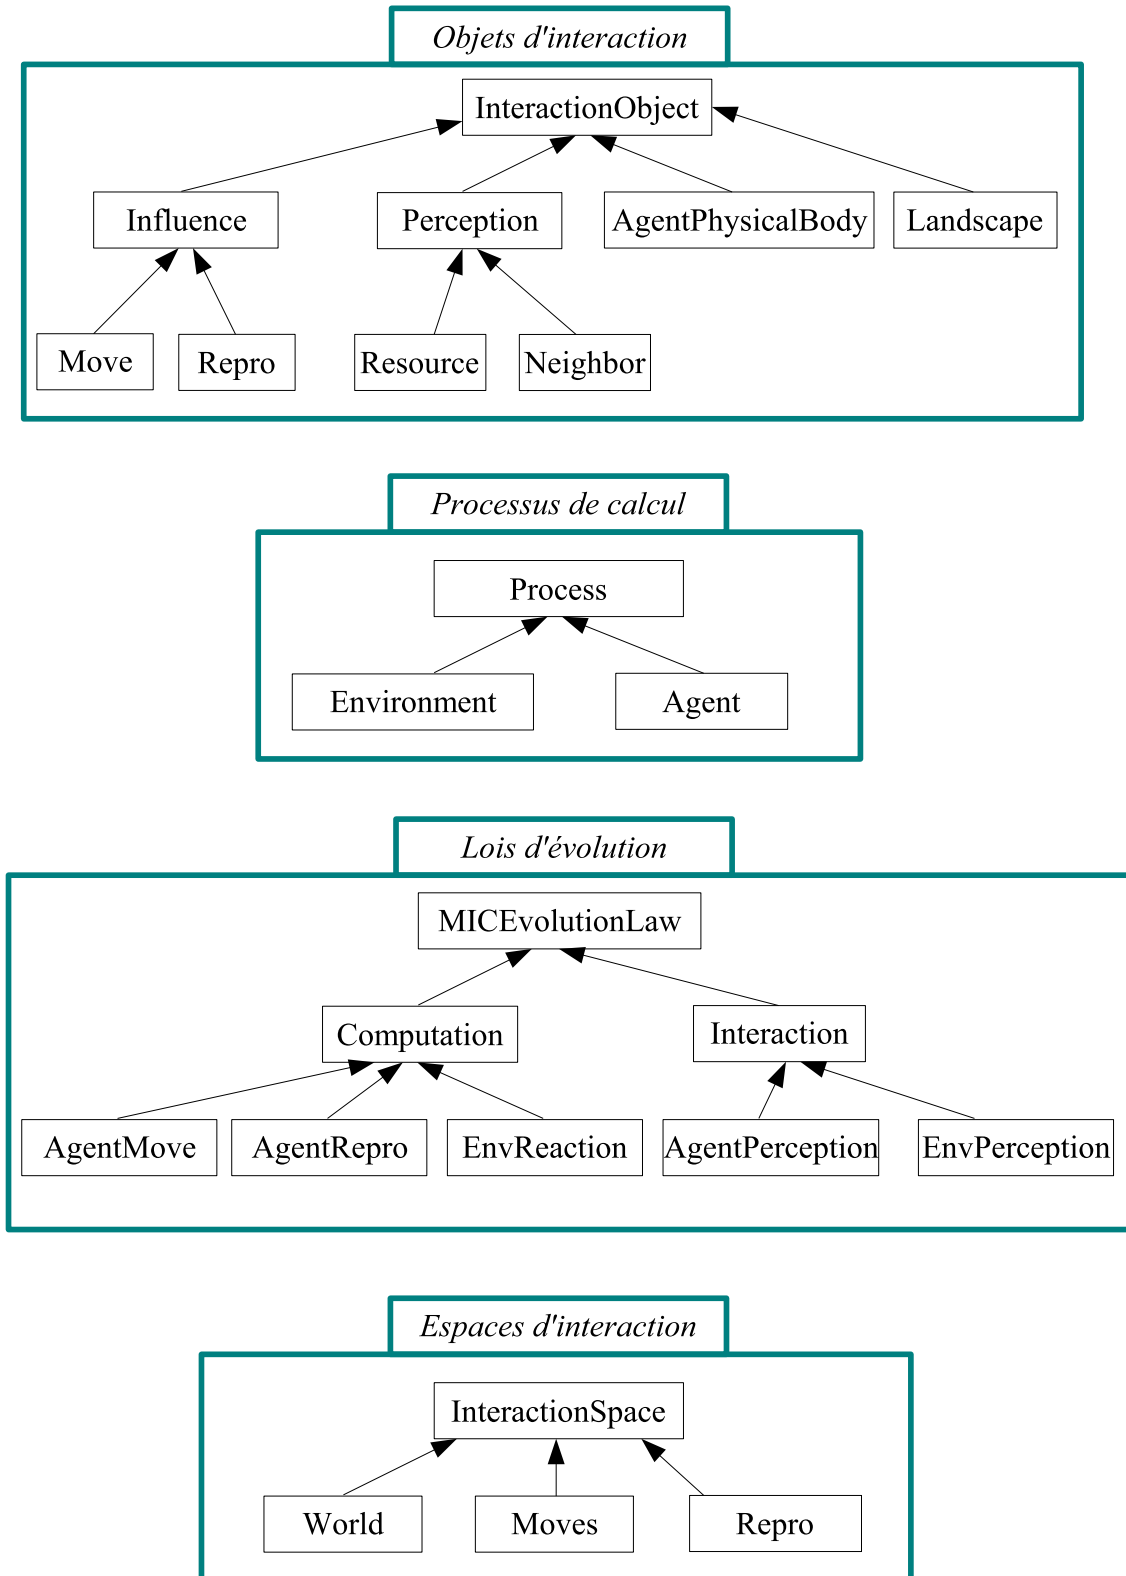 Objets d'interaction
InteractionObject
Influence
Perception
AgentPhysicalBody
Landscape
Move
Repro
Resource
Neighbor
Processus de calcul
Process
Environment
Agent
Lois d'évolution
MICEvolutionLaw
Computation
Interaction
AgentMove
AgentRepro
EnvReaction
AgentPerception
EnvPerception
Espaces d'interaction
InteractionSpace
World
Moves
Repro